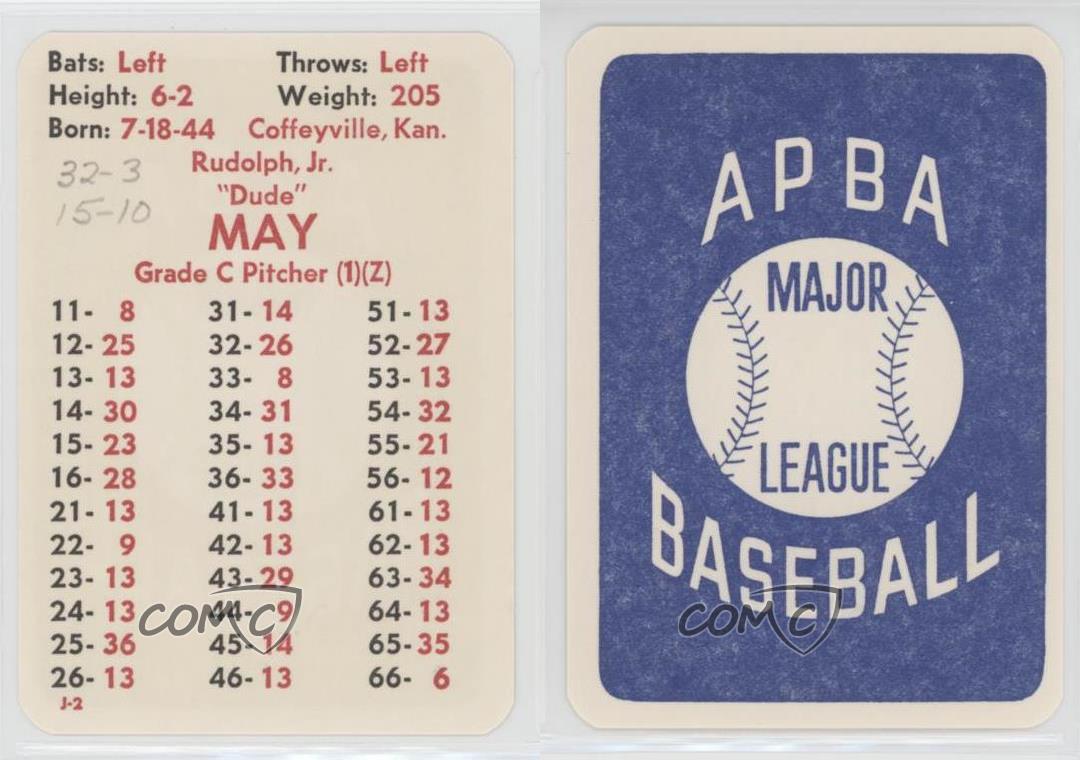 Bats: Left Throws: Left
Height: 6-2 Weight: 205
Born: 7-18-44 Coffeyville, Kan.
32-3 Rudolph, Jr.
15-10 "Dude"
MAY
Grade C Pitcher (1)(Z)
11- 8 31- 14 51- 13
12- 25 32- 26 52- 27
13- 13 33- 8 53- 13
14- 30 34- 31 54- 32
15- 23 35- 13 55- 21
16- 28 36- 33 56- 12
21- 13 41- 13 61- 13
22- 9 42- 13 62- 13
23- 13 43- 29 63- 34
24- 13 44- 9 64- 13
25- 36 45- 14 65- 35
26- 13 46- 13 66- 6
J-2
COMC
APBA
MAJOR
LEAGUE
BASEBALL
COMC